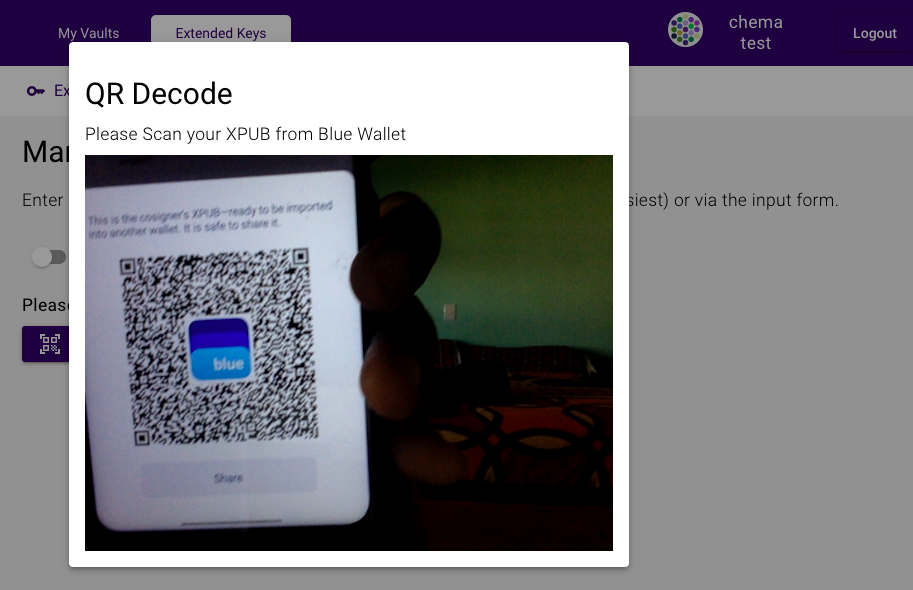 My Vaults
Extended Keys
chema
test
Logout
Ex
QR Decode
Please Scan your XPUB from Blue Wallet
Mar
Enter
siest) or via the input form.
Please
This is the cosigner's XPUB—ready to be imported
into another wallet. It is safe to share it.
blue
Share